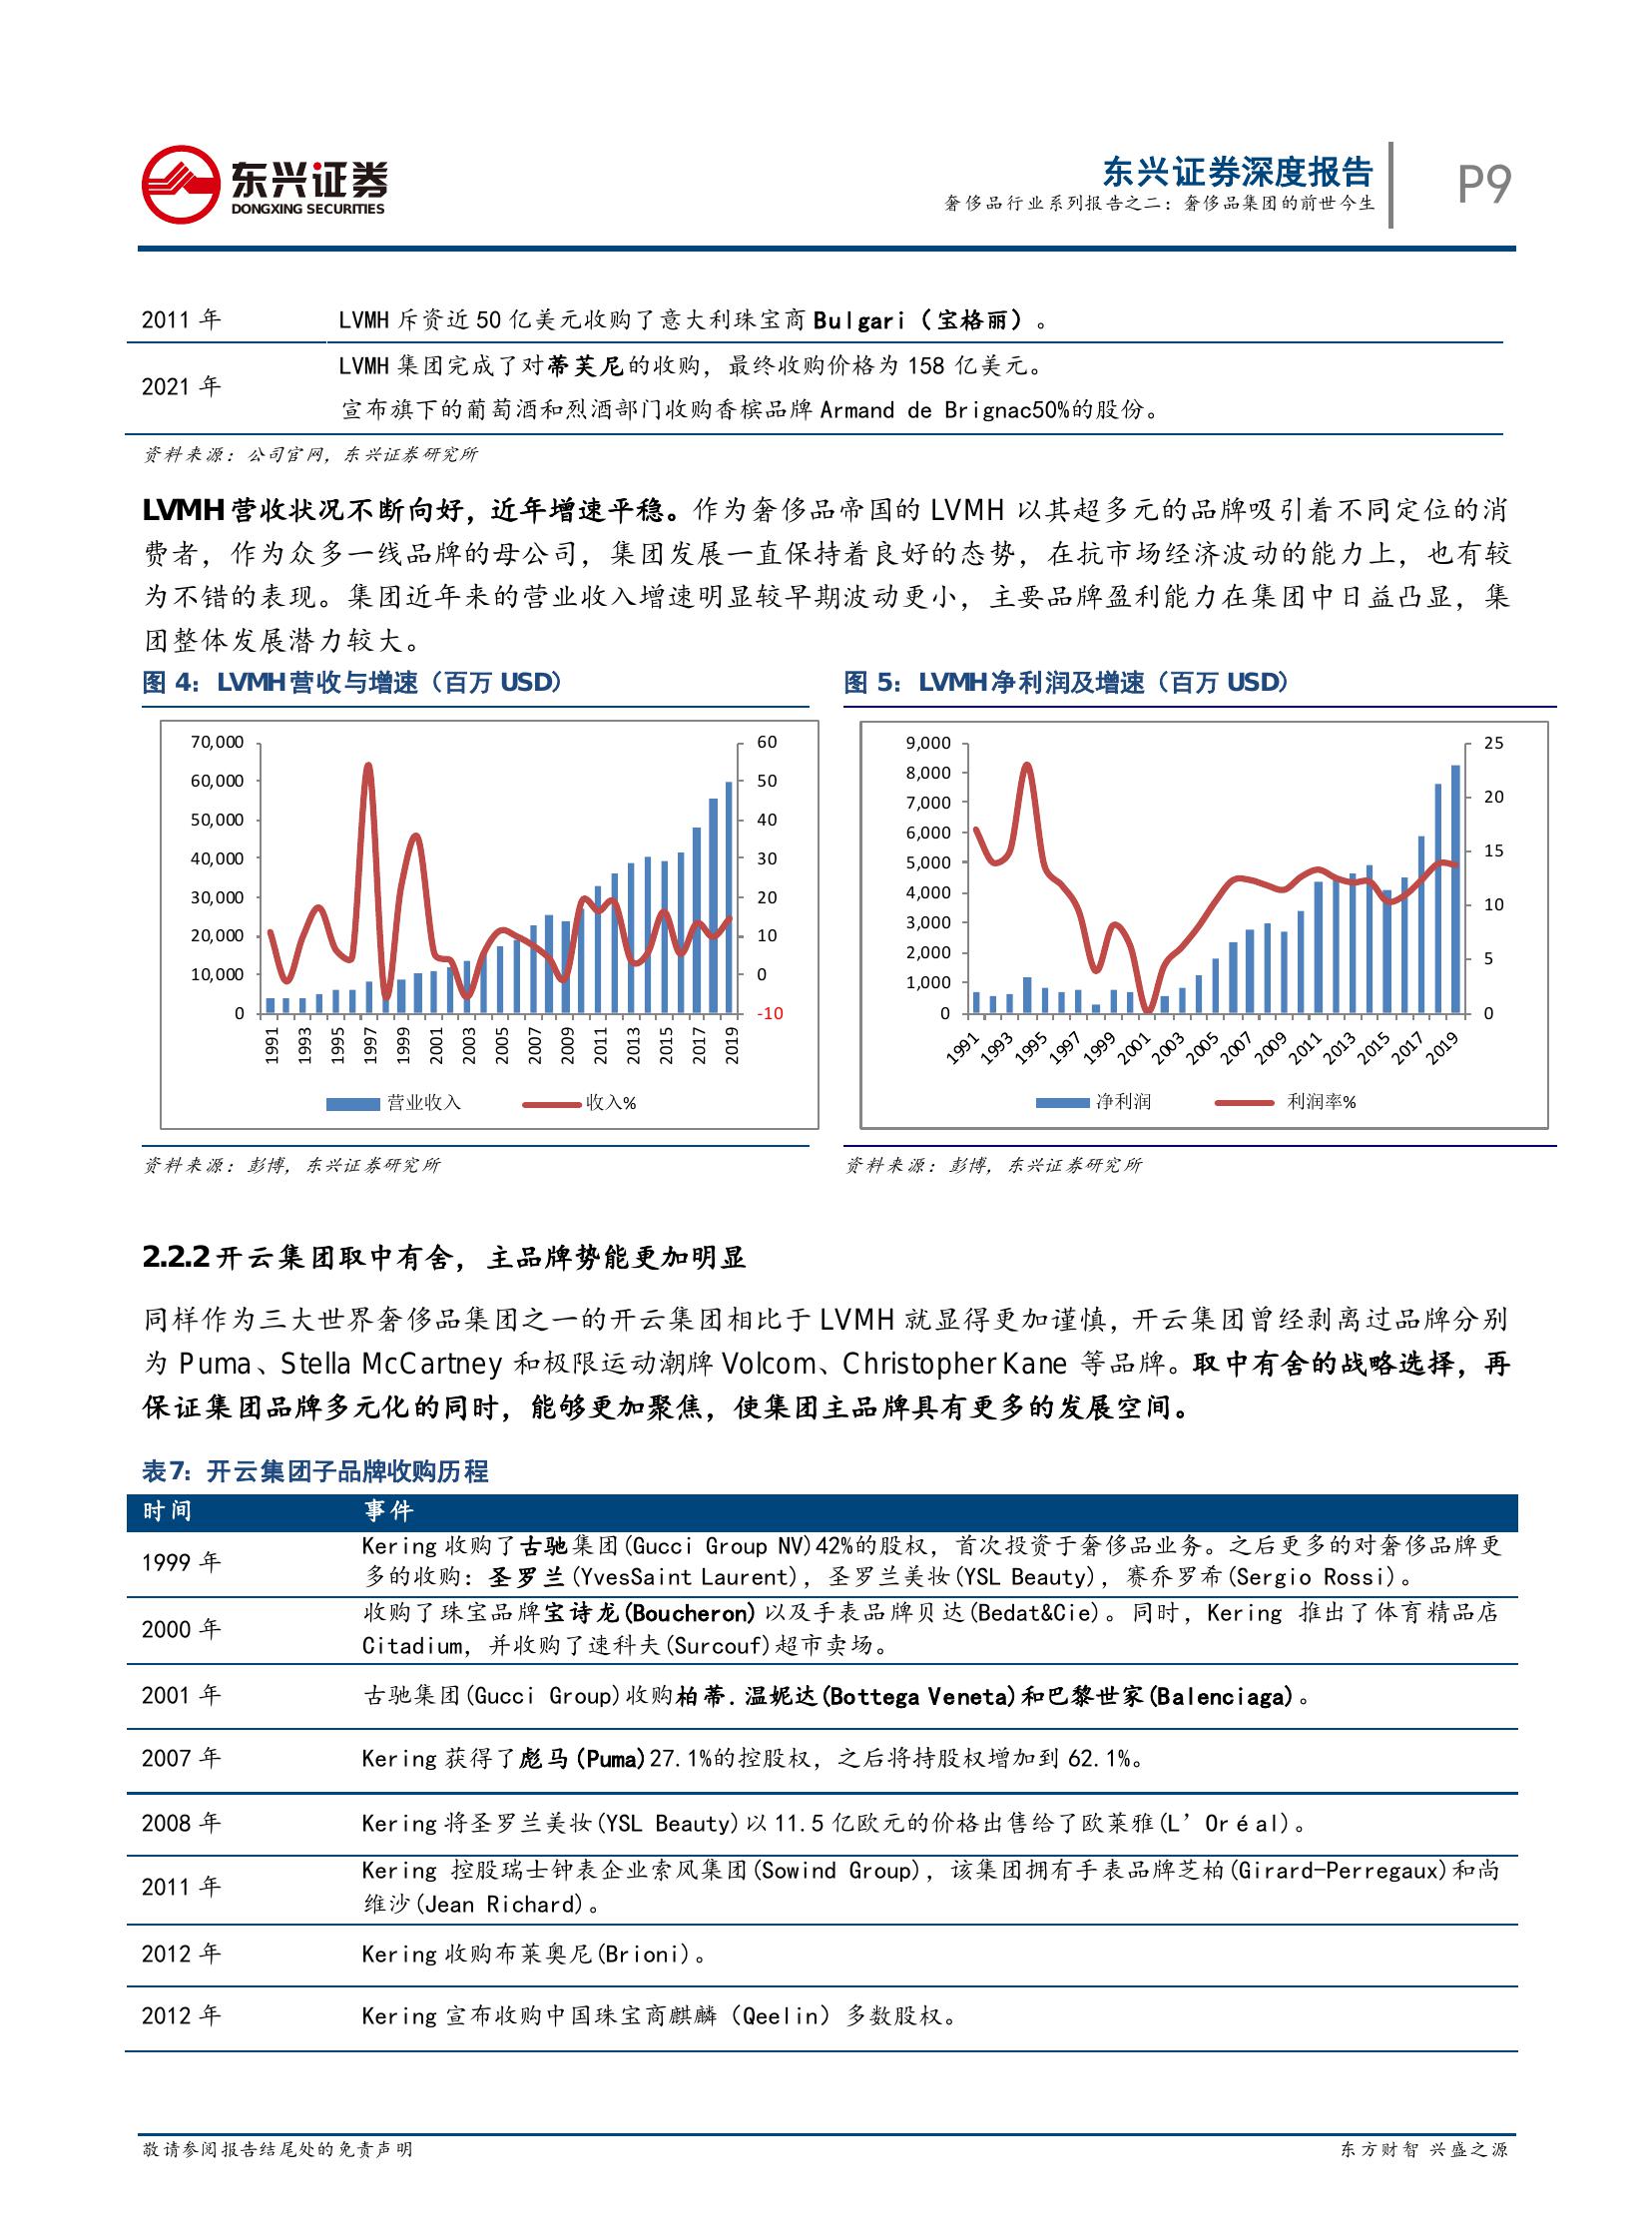 东兴证券
DONGXING SECURITIES
东兴证券深度报告
奢侈品行业系列报告之二：奢侈品集团的前世今生
P9
2011 年 LVMH 斥资近 50 亿美元收购了意大利珠宝商 Bulgari（宝格丽）。
2021 年 LVMH 集团完成了对蒂芙尼的收购，最终收购价格为 158 亿美元。
宣布旗下的葡萄酒和烈酒部门收购香槟品牌 Armand de Brignac50%的股份。
资料来源：公司官网，东兴证券研究所
LVMH 营收状况不断向好，近年增速平稳。作为奢侈品帝国的 LVMH 以其超多元的品牌吸引着不同定位的消
费者，作为众多一线品牌的母公司，集团发展一直保持着良好的态势，在抗市场经济波动的能力上，也有较
为不错的表现。集团近年来的营业收入增速明显较早期波动更小，主要品牌盈利能力在集团中日益凸显，集
团整体发展潜力较大。
图 4：LVMH 营收与增速（百万 USD）
70,000
60,000
50,000
40,000
30,000
20,000
10,000
0
60
50
40
30
20
10
0
-10
1991
1993
1995
1997
1999
2001
2003
2005
2007
2009
2011
2013
2015
2017
2019
营业收入 收入%
资料来源：彭博，东兴证券研究所
图 5：LVMH 净利润及增速（百万 USD）
9,000
8,000
7,000
6,000
5,000
4,000
3,000
2,000
1,000
0
25
20
15
10
5
0
1991
1993
1995
1997
1999
2001
2003
2005
2007
2009
2011
2013
2015
2017
2019
净利润 利润率%
资料来源：彭博，东兴证券研究所
2.2.2 开云集团取中有舍，主品牌势能更加明显
同样作为三大世界奢侈品集团之一的开云集团相比于 LVMH 就显得更加谨慎，开云集团曾经剥离过品牌分别
为 Puma、Stella McCartney 和极限运动潮牌 Volcom、Christopher Kane 等品牌。取中有舍的战略选择，再
保证集团品牌多元化的同时，能够更加聚焦，使集团主品牌具有更多的发展空间。
表7：开云集团子品牌收购历程
时间 事件
1999 年 Kering 收购了古驰集团(Gucci Group NV)42%的股权，首次投资于奢侈品业务。之后更多的对奢侈品牌更
多的收购：圣罗兰(YvesSaint Laurent)，圣罗兰美妆(YSL Beauty)，赛乔罗希(Sergio Rossi)。
2000 年 收购了珠宝品牌宝诗龙(Boucheron)以及手表品牌贝达(Bedat&Cie)。同时，Kering 推出了体育精品店
Citadium，并收购了速科夫(Surcouf)超市卖场。
2001 年 古驰集团(Gucci Group)收购柏蒂.温妮达(Bottega Veneta)和巴黎世家(Balenciaga)。
2007 年 Kering 获得了彪马(Puma)27.1%的控股权，之后将持股权增加到 62.1%。
2008 年 Kering 将圣罗兰美妆(YSL Beauty)以 11.5 亿欧元的价格出售给了欧莱雅(L’Oréal)。
2011 年 Kering 控股瑞士钟表企业索风集团(Sowind Group)，该集团拥有手表品牌芝柏(Girard-Perregaux)和尚
维沙(Jean Richard)。
2012 年 Kering 收购布莱奥尼(Brioni)。
2012 年 Kering 宣布收购中国珠宝商麒麟（Qeelin）多数股权。
敬请参阅报告结尾处的免责声明
东方财智 兴盛之源